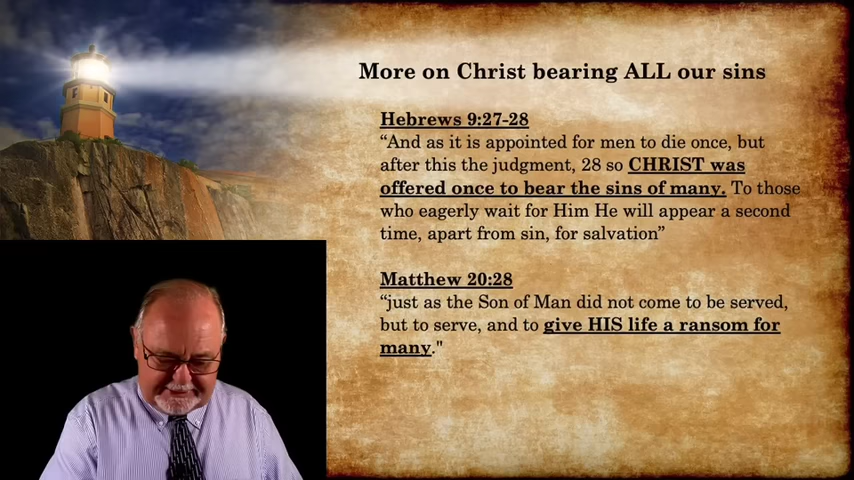 More on Christ bearing ALL our sins
Hebrews 9:27-28
“And as it is appointed for men to die once, but
after this the judgment, 28 so CHRIST was
offered once to bear the sins of many. To those
who eagerly wait for Him He will appear a second
time, apart from sin, for salvation”
Matthew 20:28
“just as the Son of Man did not come to be served,
but to serve, and to give HIS life a ransom for
many."